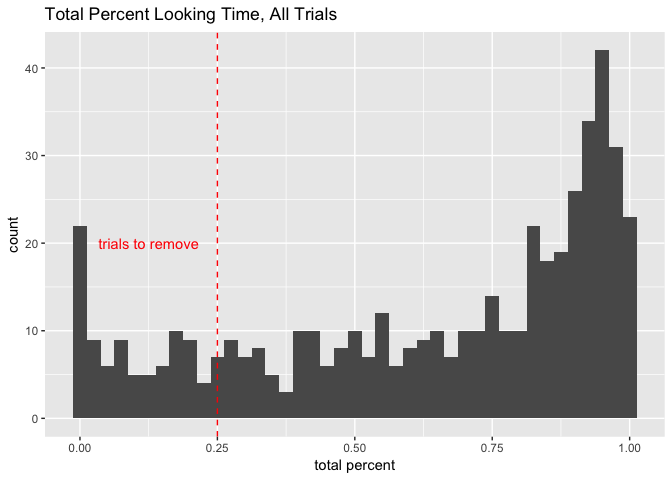 Total Percent Looking Time, All Trials
count
40
30
20
10
0
trials to remove
0.00 0.25 0.50 0.75 1.00
total percent